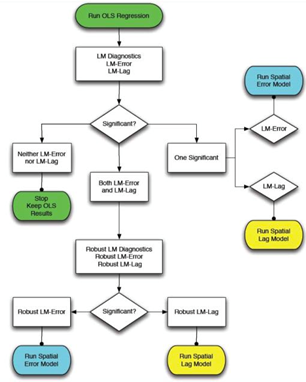 Run OLS Regression
LM Diagnostics
LM-Error
LM-Lag
Significant?
Run Spatial
Error Model
LM-Error
Neither LM-Error
nor LM-Lag
One Significant
Both LM-Error
and LM-Lag
LM-Lag
Stop
Keep OLS
Results
Run Spatial
Lag Model
Robust LM Diagnostics
Robust LM-Error
Robust LM-Lag
Robust LM-Error
Significant?
Robust LM-Lag
Run Spatial
Error Model
Run Spatial
Lag Model